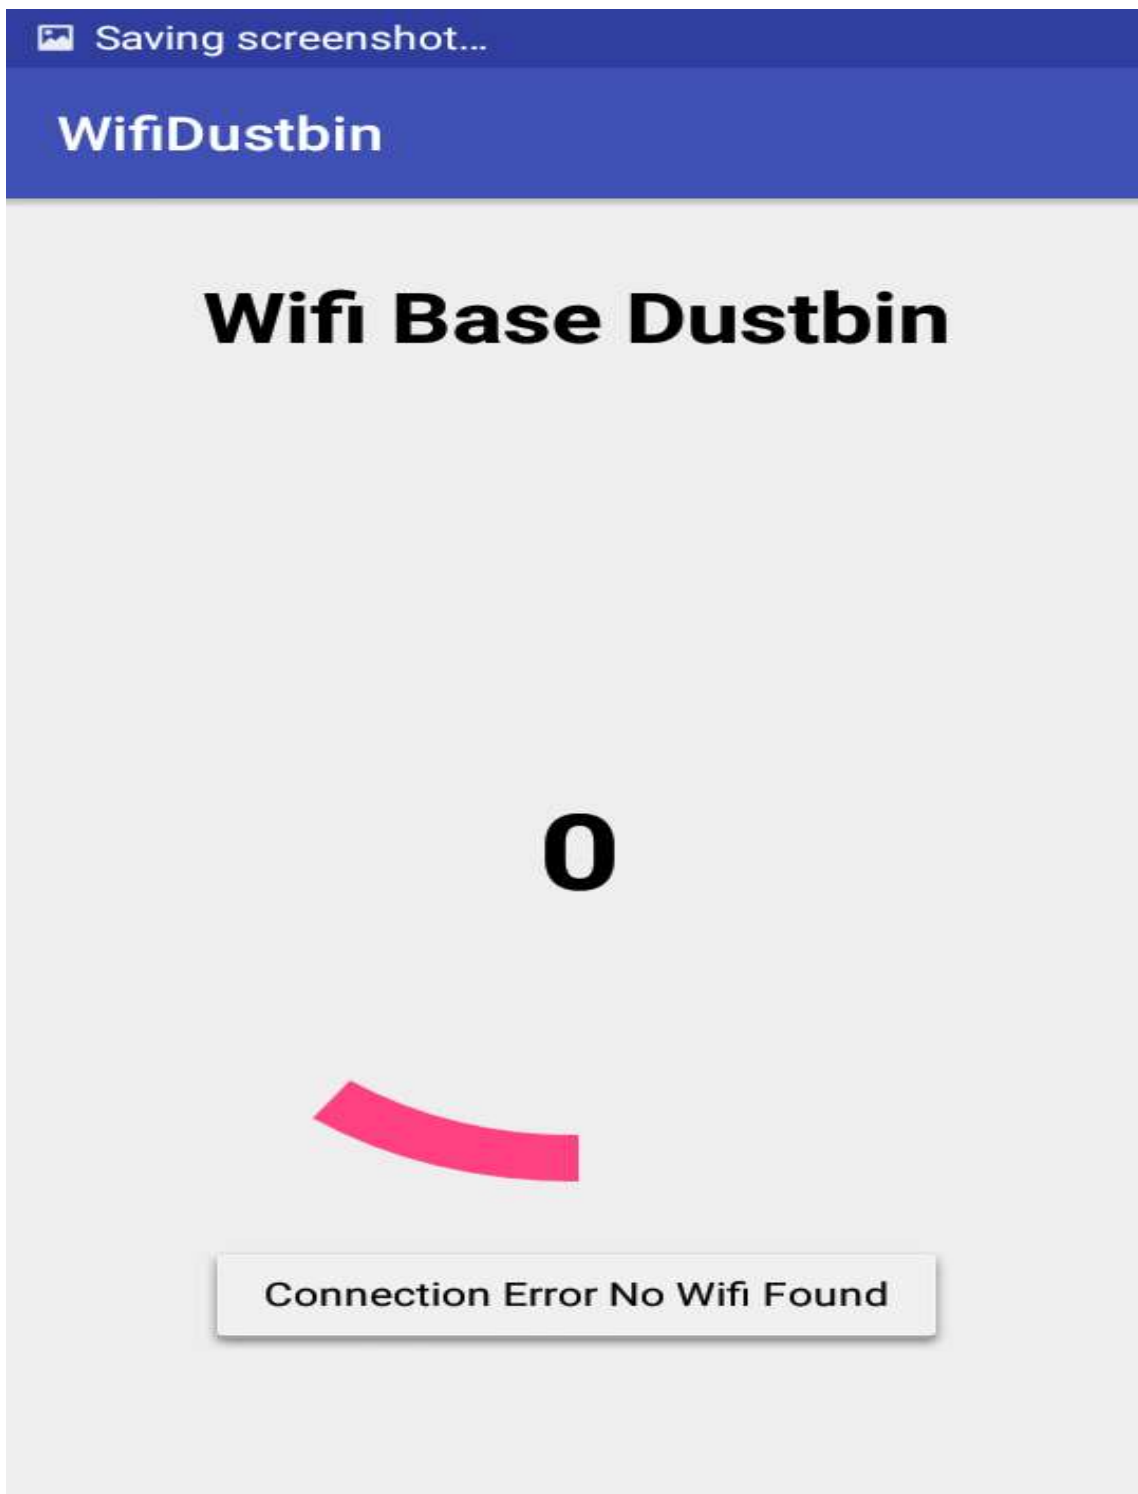 Saving screenshot...
WifiDustbin
Wifi Base Dustbin
0
Connection Error No Wifi Found